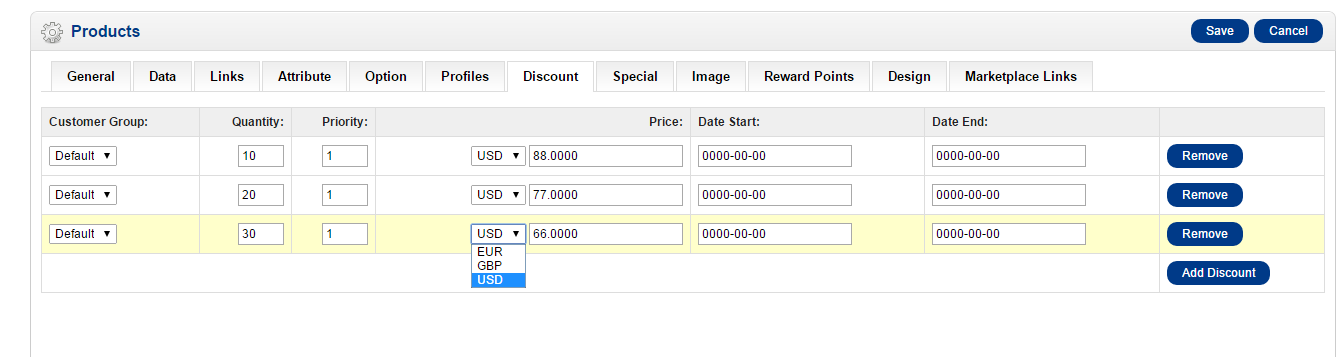 Products Save Cancel
General Data Links Attribute Option Profiles Discount Special Image Reward Points Design Marketplace Links
Customer Group: Quantity: Priority: Price: Date Start: Date End:
Default 10 1 USD 88.0000 0000-00-00 0000-00-00 Remove
Default 20 1 USD 77.0000 0000-00-00 0000-00-00 Remove
Default 30 1 USD 66.0000 0000-00-00 0000-00-00 Remove
EUR
GBP
USD
Add Discount